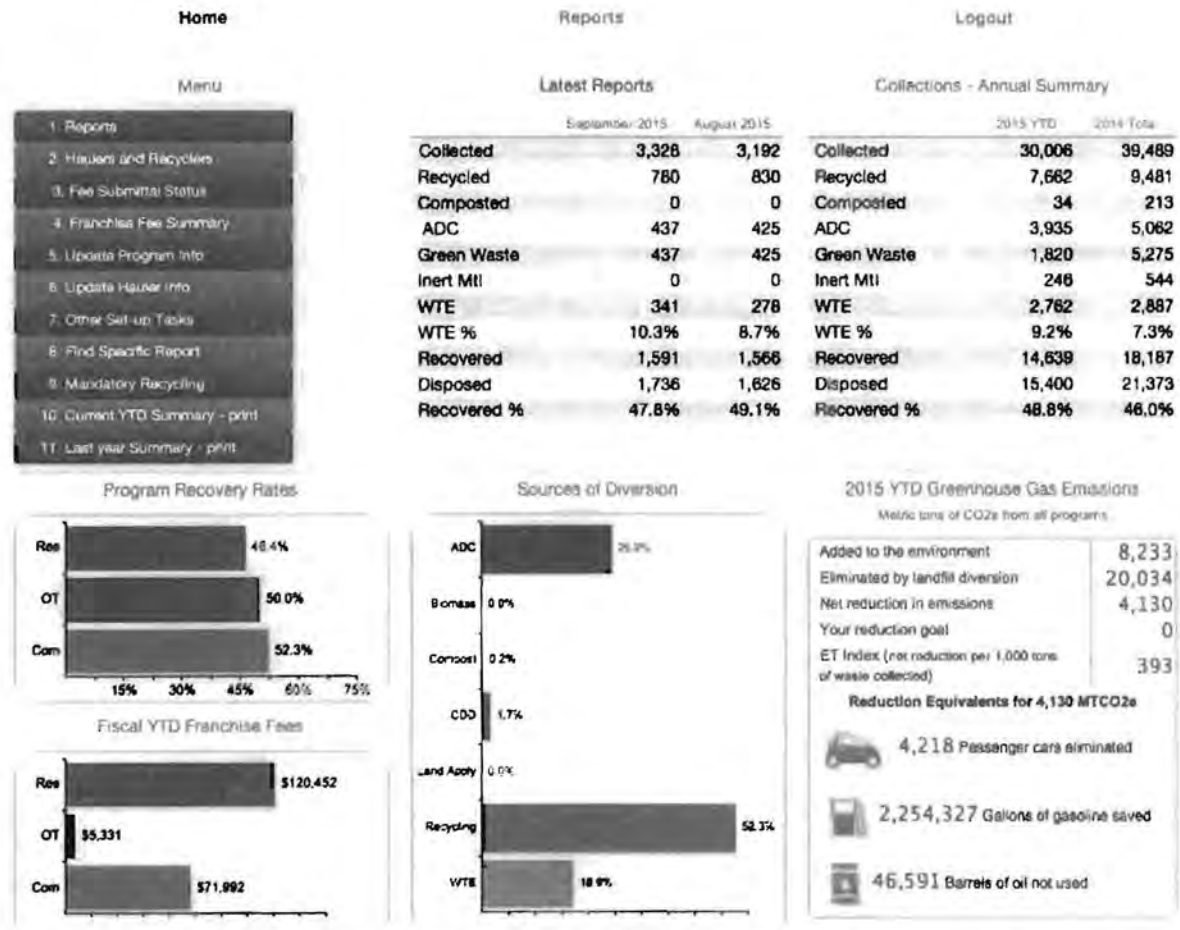 Home Reports Logout
Menu
1. Reports
2. Haulers and Recyclers
3. Fee Submittal Status
4. Franchise Fee Summary
5. Update Program Info
6. Update Hauler Info
7. Other Set-up Tasks
8. Find Specific Report
9. Mandatory Recycling
10. Current YTD Summary - print
11. Last year Summary - print
Latest Reports
September 2015 August 2015
Collected 3,328 3,192
Recycled 780 830
Composted 0 0
ADC 437 425
Green Waste 437 425
Inert Mtl 0 0
WTE 341 278
WTE % 10.3% 8.7%
Recovered 1,591 1,566
Disposed 1,736 1,626
Recovered % 47.8% 49.1%
Collections - Annual Summary
2015 YTD 2014 Total
Collected 30,006 39,489
Recycled 7,662 9,481
Composted 34 213
ADC 3,935 5,062
Green Waste 1,820 5,275
Inert Mtl 246 544
WTE 2,762 2,887
WTE % 9.2% 7.3%
Recovered 14,639 18,187
Disposed 15,400 21,373
Recovered % 48.8% 46.0%
Program Recovery Rates
Res 46.4%
OT 50.0%
Com 52.3%
15% 30% 45% 60% 75%
Fiscal YTD Franchise Fees
Res $120,452
OT $5,331
Com $71,992
Sources of Diversion
ADC
Biomass 0.0%
Compost 0.2%
CDD 1.7%
Land Apply 0.0%
Recycling 52.3%
WTE 18.9%
2015 YTD Greenhouse Gas Emissions
Metric tons of CO2e from all programs
Added to the environment 8,233
Eliminated by landfill diversion 20,034
Net reduction in emissions 4,130
Your reduction goal 0
ET Index (net reduction per 1,000 tons
of waste collected) 393
Reduction Equivalents for 4,130 MTCO2e
4,218 Passenger cars eliminated
2,254,327 Gallons of gasoline saved
46,591 Barrels of oil not used